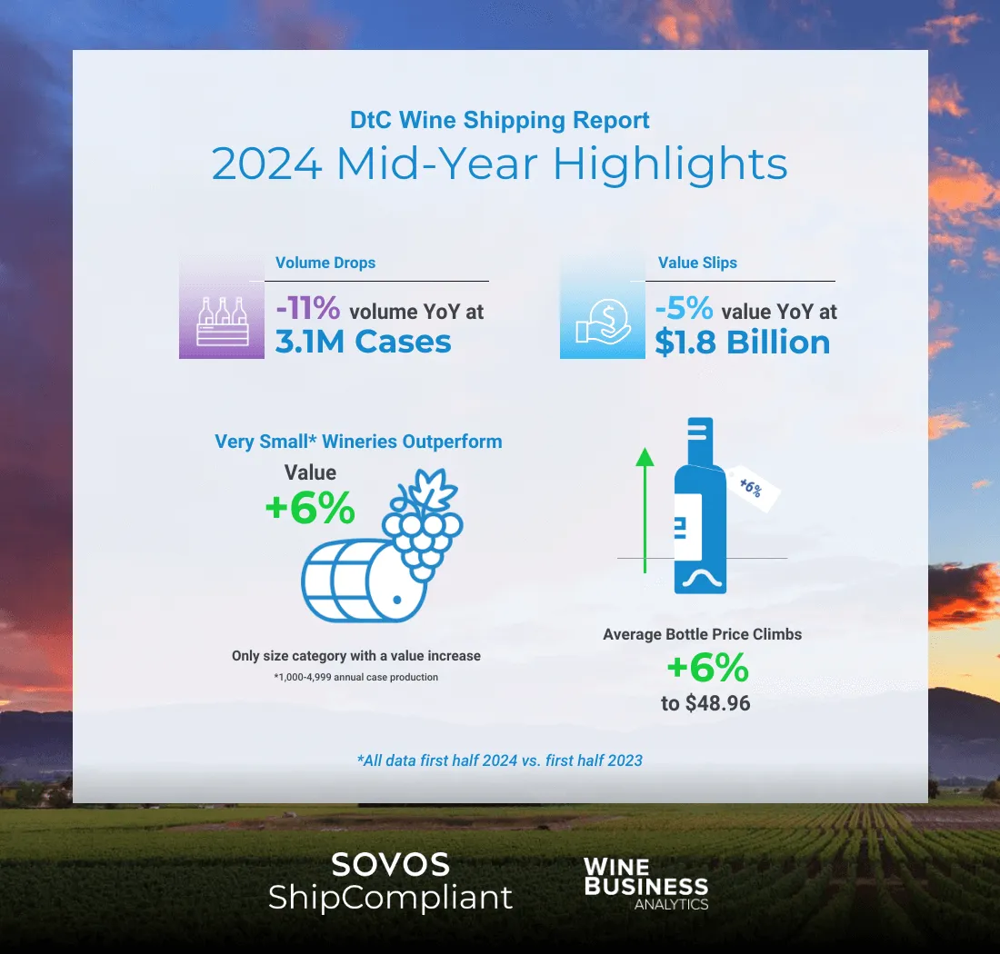 DtC Wine Shipping Report
2024 Mid-Year Highlights
Volume Drops
-11% volume YoY at
3.1M Cases
Value Slips
-5% value YoY at
$1.8 Billion
Very Small* Wineries Outperform
Value
+6%
Only size category with a value increase
*1,000-4,999 annual case production
+6%
Average Bottle Price Climbs
+6%
to $48.96
*All data first half 2024 vs. first half 2023
SOVOS
ShipCompliant
WINE
BUSINESS
ANALYTICS